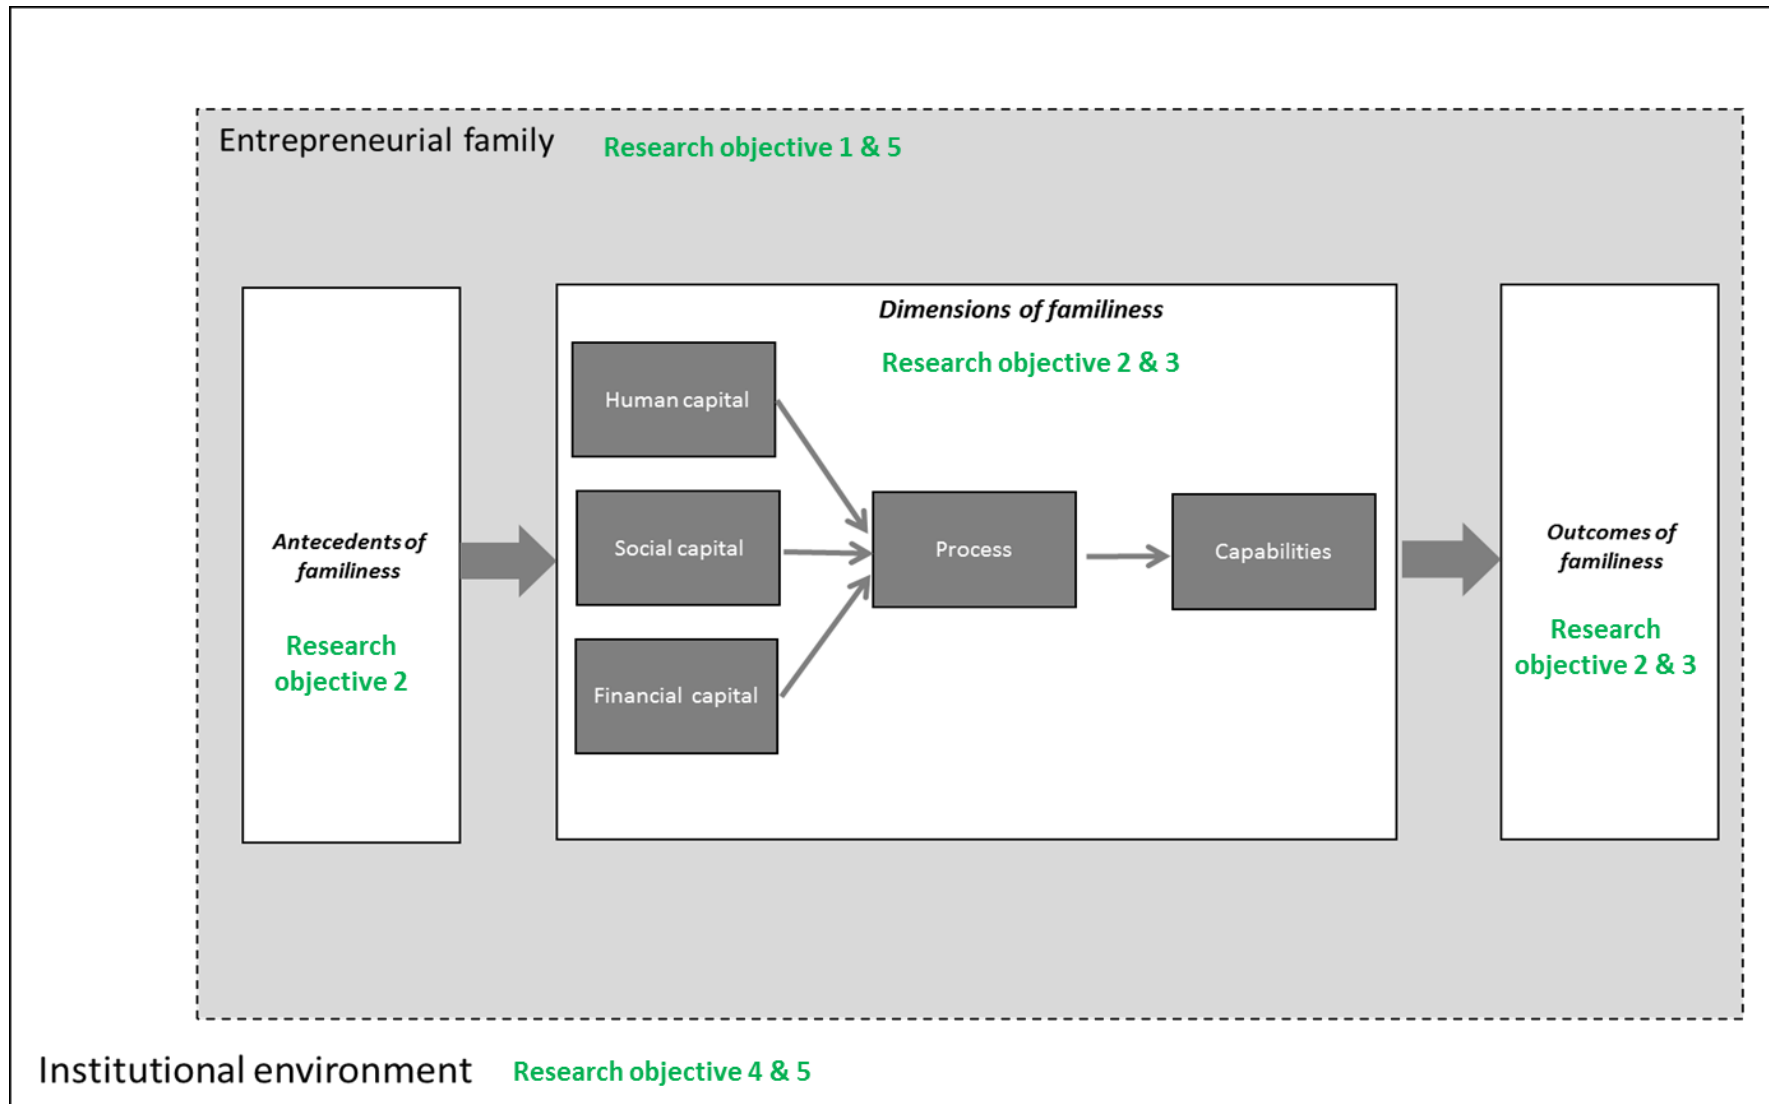 Entrepreneurial family
Research objective 1 & 5
Antecedents of
familiness
Research
objective 2
Dimensions of familiness
Research objective 2 & 3
Human capital
Social capital
Financial capital
Process
Capabilities
Outcomes of
familiness
Research
objective 2 & 3
Institutional environment
Research objective 4 & 5